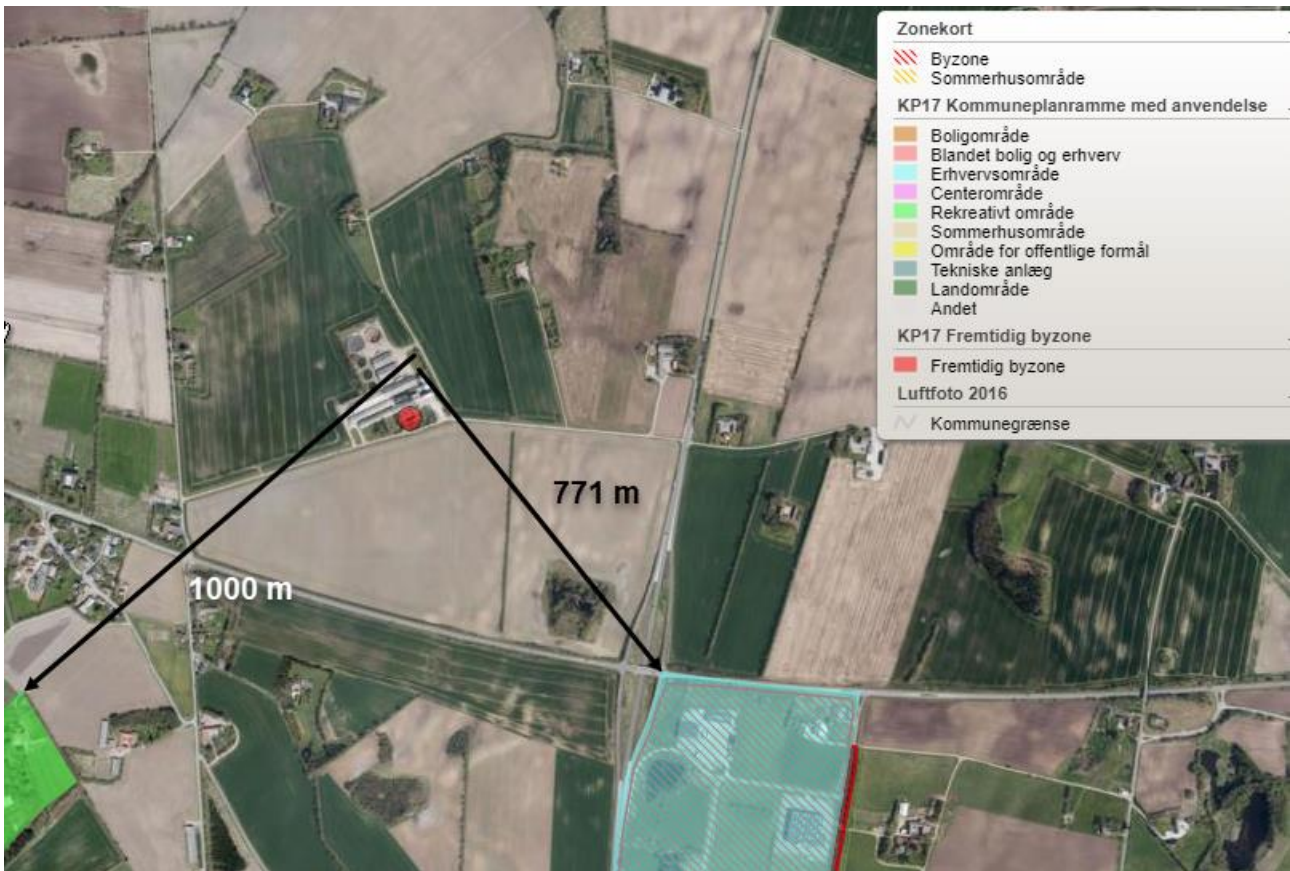 Zonekort
Byzone
Sommerhusområde
KP17 Kommuneplanramme med anvendelse
Boligområde
Blandet bolig og erhverv
Erhvervsområde
Centerområde
Rekreativt område
Sommerhusområde
Område for offentlige formål
Tekniske anlæg
Landområde
Andet
KP17 Fremtidig byzone
Fremtidig byzone
Luftfoto 2016
Kommunegrænse
771 m
1000 m